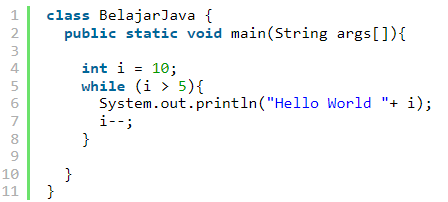 1 class BelajarJava {
2   public static void main(String args[]){
3
4     int i = 10;
5     while (i > 5){
6       System.out.println("Hello World "+ i);
7       i--;
8     }
9
10   }
11 }